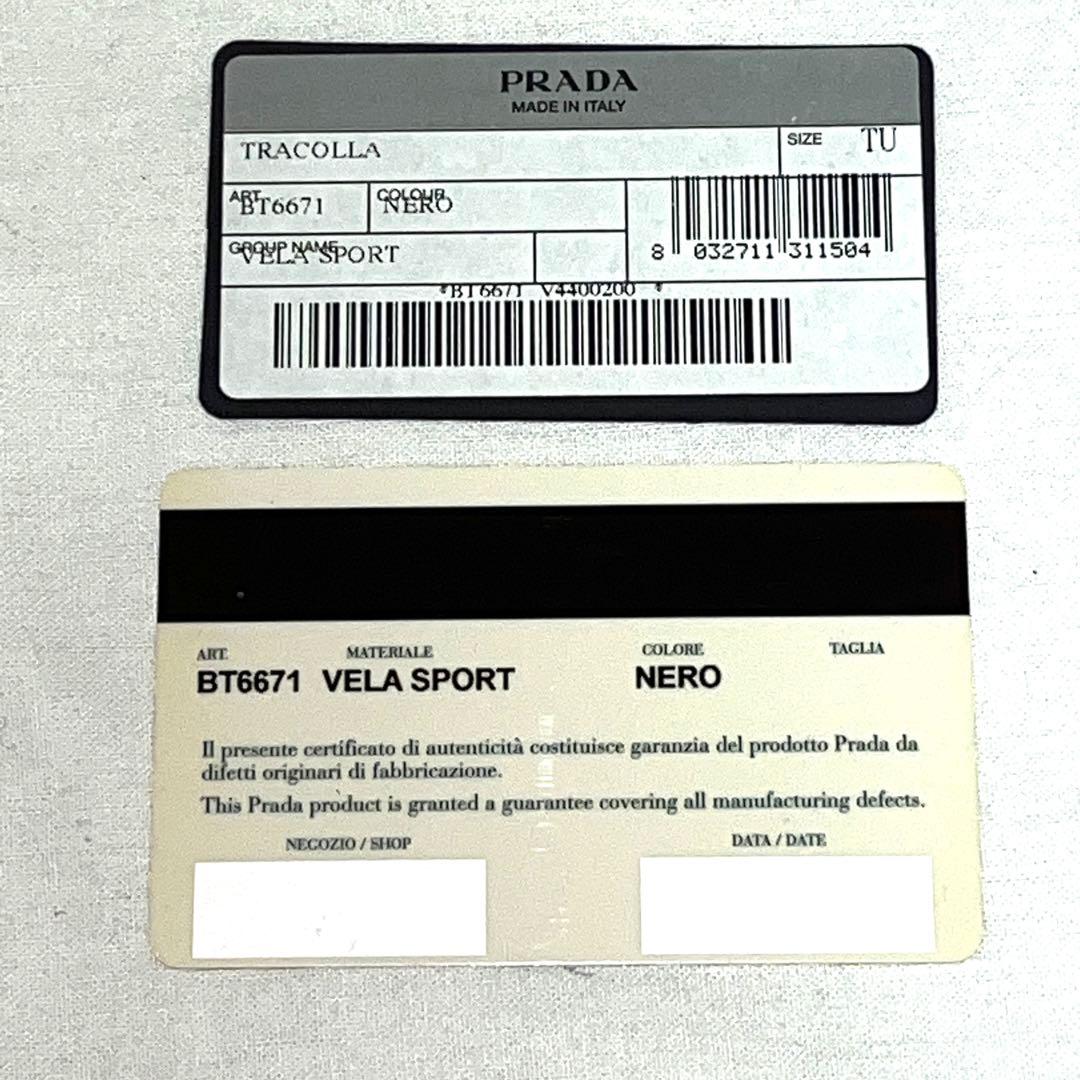 PRADA
MADE IN ITALY
TRACOLLA
SIZE TU
ART. COLOUR
BT6671 NERO
GROUP NAME
VELA SPORT
8 032711 311504
*BT6671 V4400200 *
ART. MATERIALE COLORE TAGLIA
BT6671 VELA SPORT NERO
Il presente certificato di autenticità costituisce garanzia del prodotto Prada da
difetti originari di fabbricazione.
This Prada product is granted a guarantee covering all manufacturing defects.
NEGOZIO / SHOP DATA / DATE